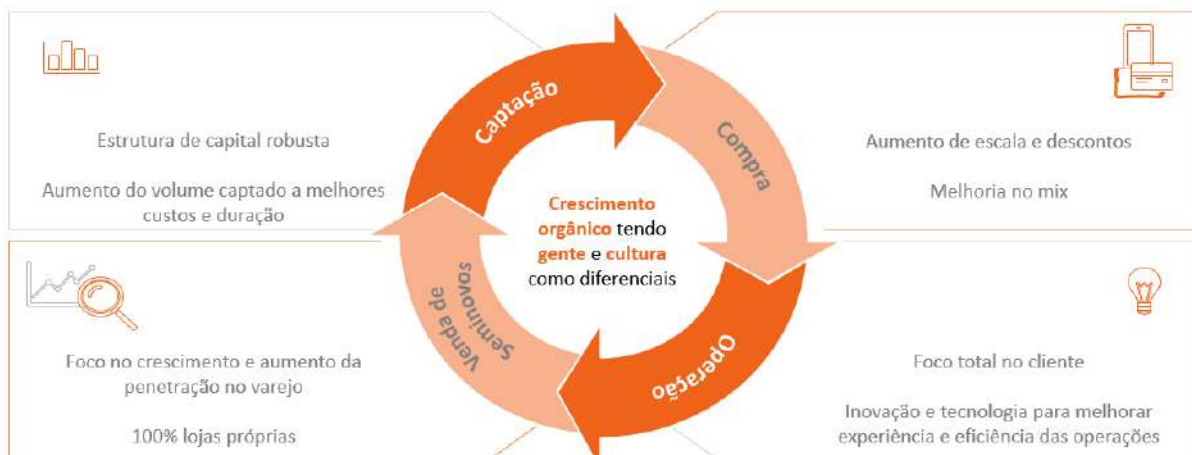 Estrutura de capital robusta
Aumento do volume captado a melhores
custos e duração
Captação
Compra
Aumento de escala e descontos
Melhoria no mix
Crescimento
orgânico tendo
gente e cultura
como diferenciais
Foco no crescimento e aumento da
penetração no varejo
100% lojas próprias
Venda de
Seminovos
Operação
Foco total no cliente
Inovação e tecnologia para melhorar
experiência e eficiência das operações